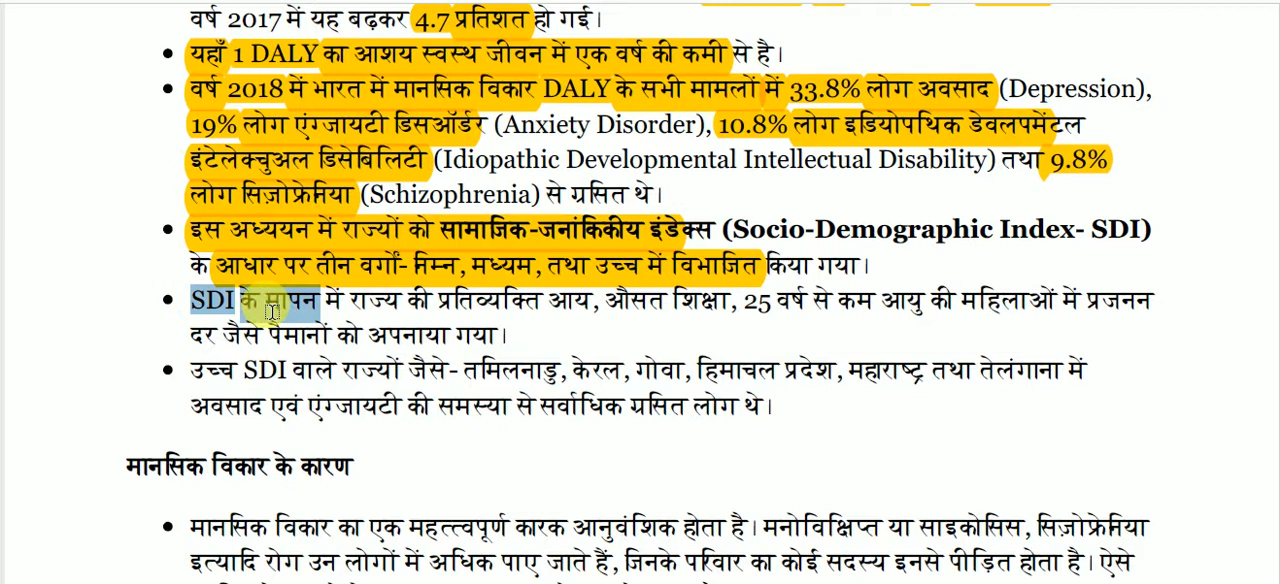 वर्ष 2017 में यह बढ़कर 4.7 प्रतिशत हो गई।
• यहाँ 1 DALY का आशय स्वस्थ जीवन में एक वर्ष की कमी से है।
• वर्ष 2018 में भारत में मानसिक विकार DALY के सभी मामलों में 33.8% लोग अवसाद (Depression),
19% लोग एंग्जायटी डिसऑर्डर (Anxiety Disorder), 10.8% लोग इडियोपथिक डेवलपमेंटल
इंटेलेक्चुअल डिसेबिलिटी (Idiopathic Developmental Intellectual Disability) तथा 9.8%
लोग सिज़ोफ्रेनिया (Schizophrenia) से ग्रसित थे।
• इस अध्ययन में राज्यों को सामाजिक-जनांकिकीय इंडेक्स (Socio-Demographic Index- SDI)
के आधार पर तीन वर्गों- निम्न, मध्यम, तथा उच्च में विभाजित किया गया।
• SDI के मापन में राज्य की प्रतिव्यक्ति आय, औसत शिक्षा, 25 वर्ष से कम आयु की महिलाओं में प्रजनन
दर जैसे पैमानों को अपनाया गया।
• उच्च SDI वाले राज्यों जैसे- तमिलनाडु, केरल, गोवा, हिमाचल प्रदेश, महाराष्ट्र तथा तेलंगाना में
अवसाद एवं एंग्जायटी की समस्या से सर्वाधिक ग्रसित लोग थे।
मानसिक विकार के कारण
• मानसिक विकार का एक महत्त्वपूर्ण कारक आनुवंशिक होता है। मनोविक्षिप्त या साइकोसिस, सिज़ोफ्रेनिया
इत्यादि रोग उन लोगों में अधिक पाए जाते हैं, जिनके परिवार का कोई सदस्य इनसे पीड़ित होता है। ऐसे